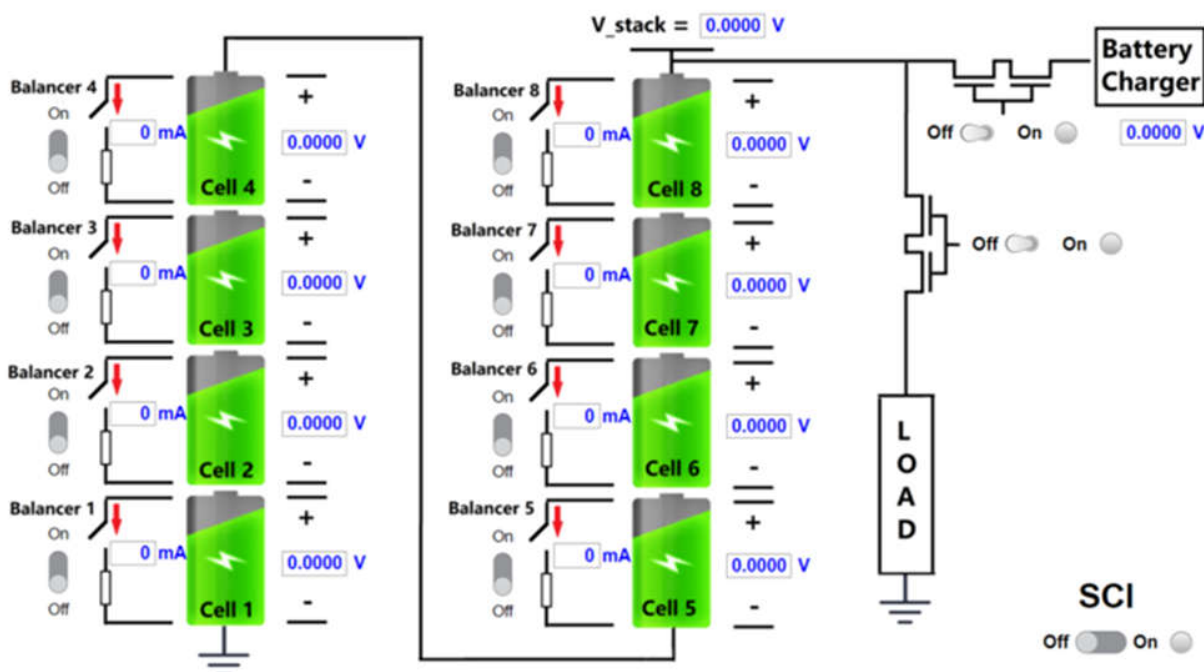 V_stack = 0.0000 V
Balancer 4
On
0 mA
Off
+
0.0000 V
-
Cell 4
Balancer 3
On
0 mA
Off
+
0.0000 V
-
Cell 3
Balancer 2
On
0 mA
Off
+
0.0000 V
-
Cell 2
Balancer 1
On
0 mA
Off
+
0.0000 V
-
Cell 1
Balancer 8
On
0 mA
Off
+
0.0000 V
-
Cell 8
Balancer 7
On
0 mA
Off
+
0.0000 V
-
Cell 7
Balancer 6
On
0 mA
Off
+
0.0000 V
-
Cell 6
Balancer 5
On
0 mA
Off
+
0.0000 V
-
Cell 5
Battery
Charger
Off On
0.0000 V
Off On
L
O
A
D
SCI
Off On